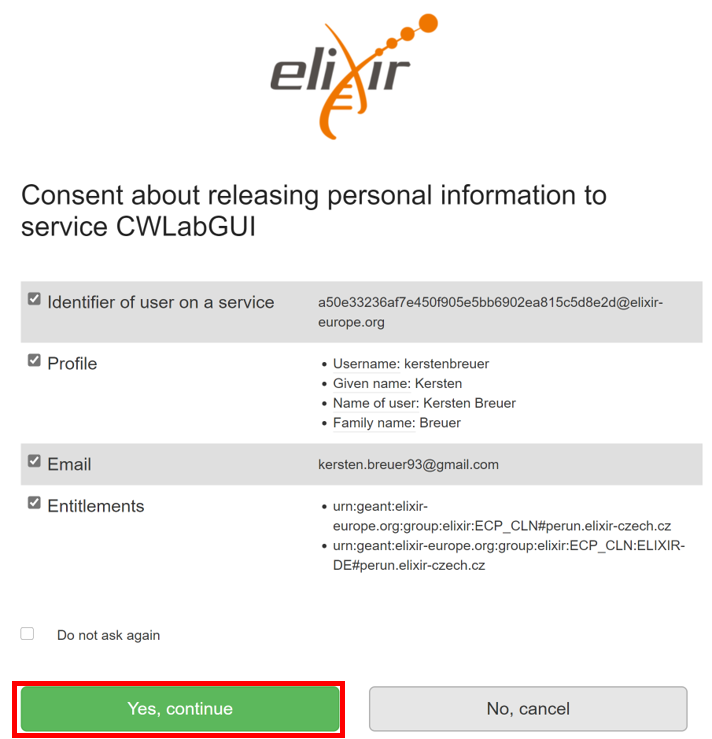 elixir
Consent about releasing personal information to
service CWLabGUI
Identifier of user on a service
a50e33236af7e450f905e5bb6902ea815c5d8e2d@elixir-
europe.org
Profile
Username: kerstenbreuer
Given name: Kersten
Name of user: Kersten Breuer
Family name: Breuer
Email
kersten.breuer93@gmail.com
Entitlements
urn:geant:elixir-
europe.org:group:elixir:ECP_CLN#perun.elixir-czech.cz
urn:geant:elixir-europe.org:group:elixir:ECP_CLN:ELIXIR-
DE#perun.elixir-czech.cz
Do not ask again
Yes, continue
No, cancel